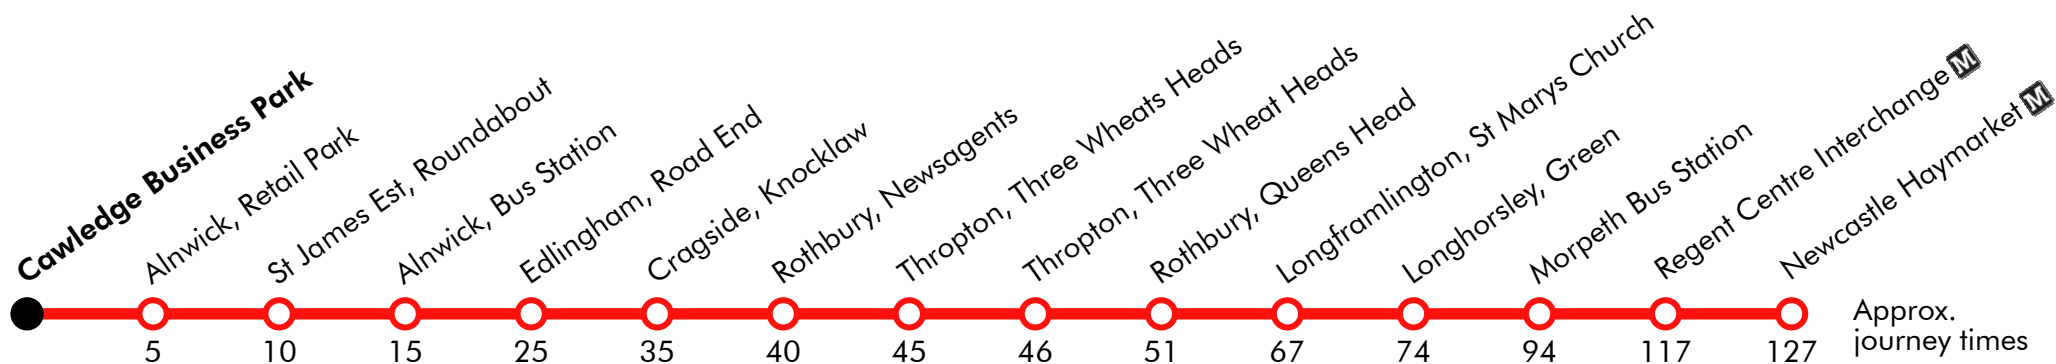 Cawledge Business Park
Alnwick, Retail Park
St James Est, Roundabout
Alnwick, Bus Station
Edlingham, Road End
Cragside, Knocklaw
Rothbury, Newsagents
Thropton, Three Wheats Heads
Thropton, Three Wheat Heads
Rothbury, Queens Head
Longframlington, St Marys Church
Longhorsley, Green
Morpeth Bus Station
Regent Centre Interchange M
Newcastle Haymarket M
5 10 15 25 35 40 45 46 51 67 74 94 117 127
Approx.
journey times